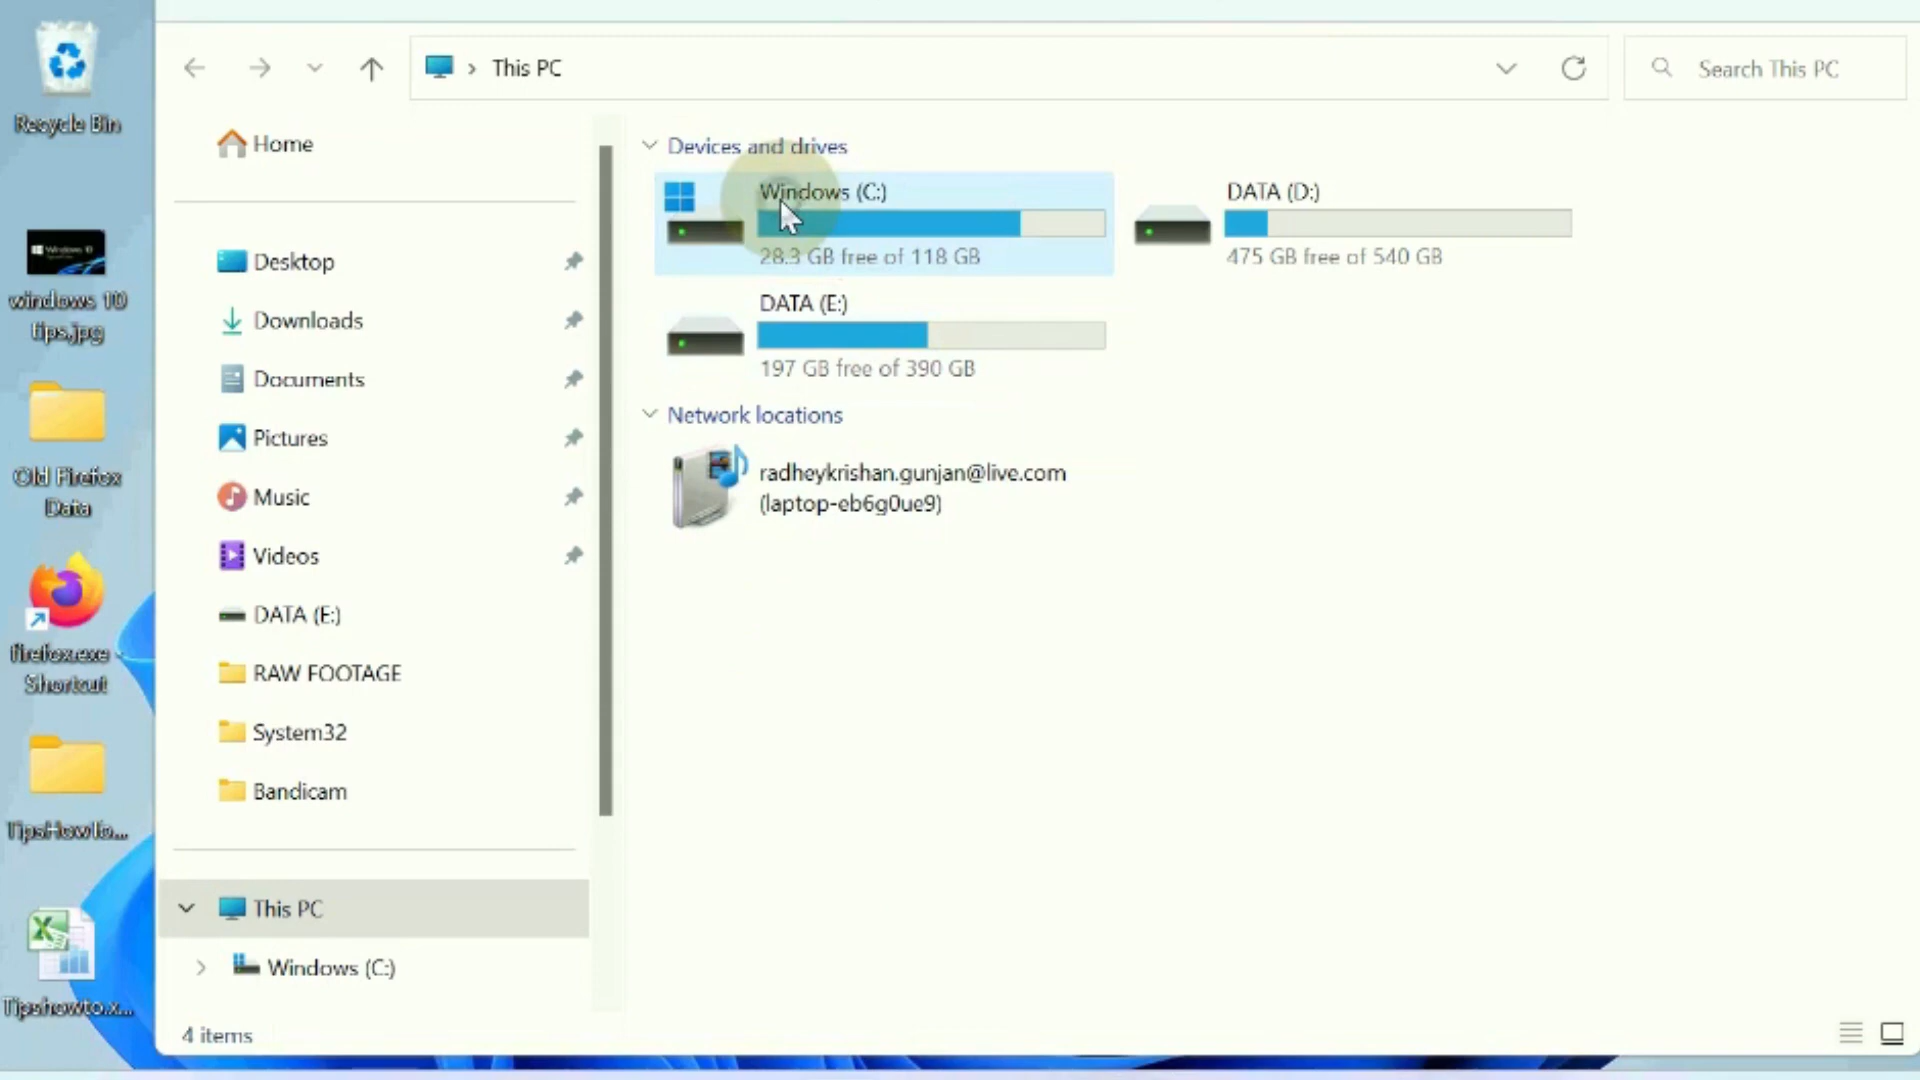 Recycle Bin
windows 10
tips.jpg
Old Firefox
Data
firefox.exe -
Shortcut
TipsHowTo...
Tipshowto.x...
This PC
Search This PC
Home
Desktop
Downloads
Documents
Pictures
Music
Videos
DATA (E:)
RAW FOOTAGE
System32
Bandicam
This PC
Windows (C:)
4 items
Devices and drives
Windows (C:)
28.3 GB free of 118 GB
DATA (D:)
475 GB free of 540 GB
DATA (E:)
197 GB free of 390 GB
Network locations
radheykrishan.gunjan@live.com
(laptop-eb6g0ue9)